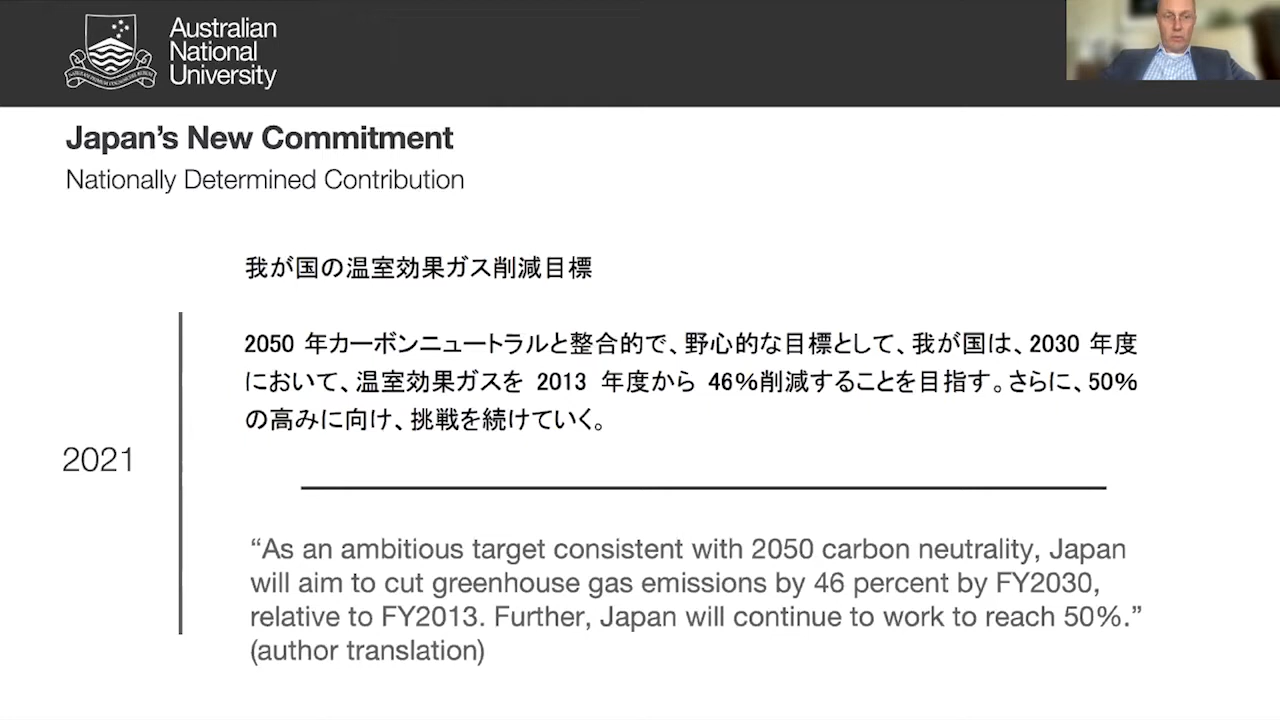 Australian
National
University
Japan's New Commitment
Nationally Determined Contribution
我が国の温室効果ガス削減目標
2050 年カーボンニュートラルと整合的で、野心的な目標として、我が国は、2030 年度
において、温室効果ガスを 2013 年度から 46%削減することを目指す。さらに、50%
の高みに向け、挑戦を続けていく。
2021
“As an ambitious target consistent with 2050 carbon neutrality, Japan
will aim to cut greenhouse gas emissions by 46 percent by FY2030,
relative to FY2013. Further, Japan will continue to work to reach 50%.”
(author translation)